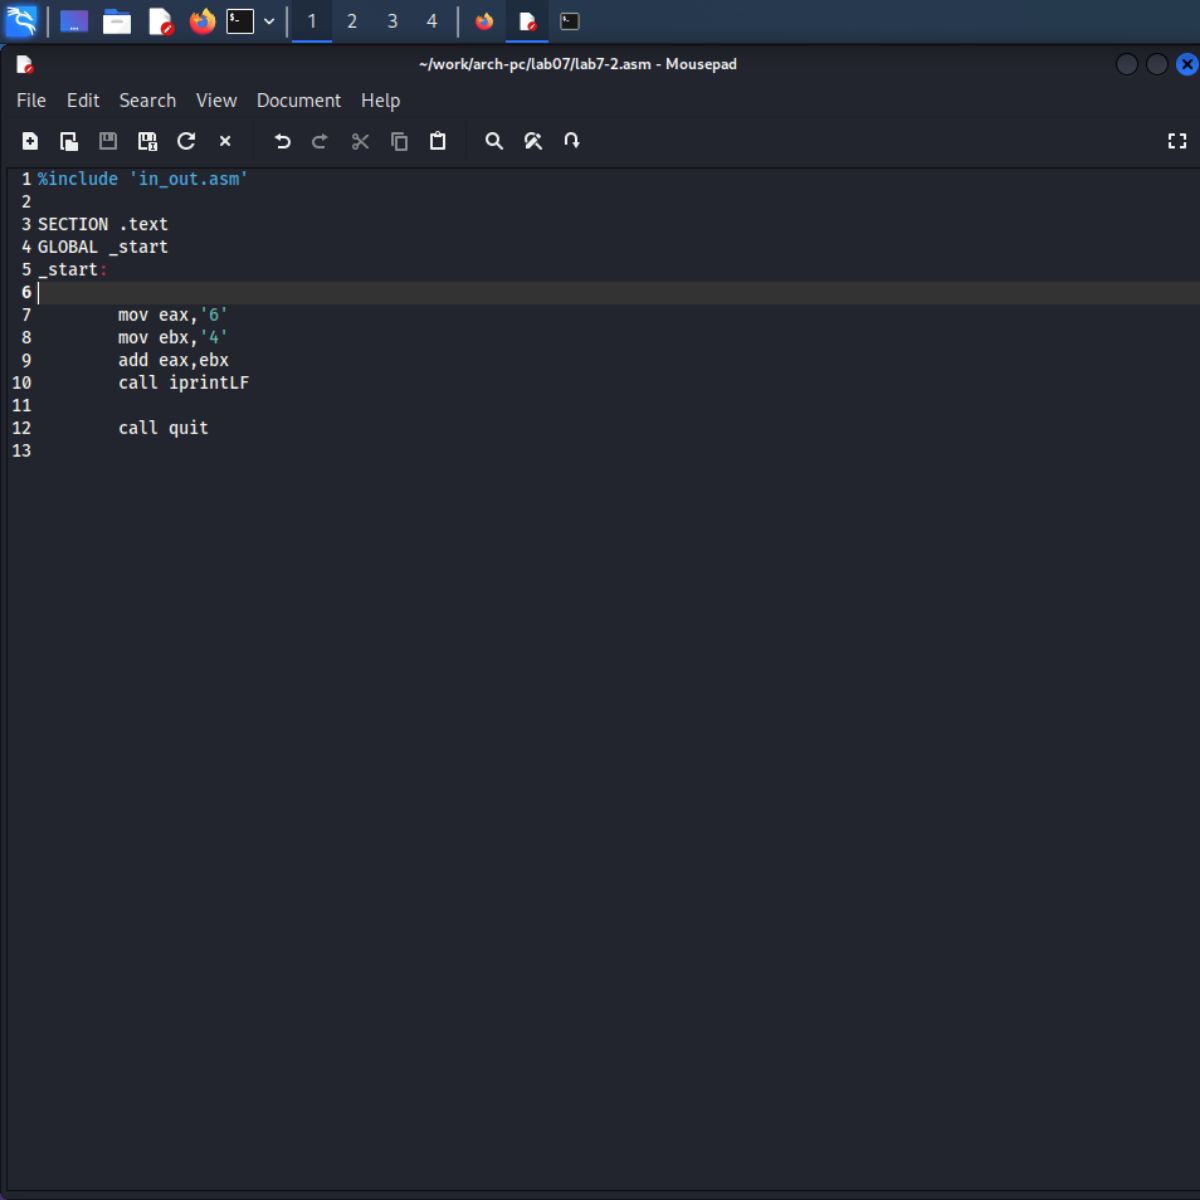 1 2 3 4
~/work/arch-pc/lab07/lab7-2.asm - Mousepad
File Edit Search View Document Help
1 %include 'in_out.asm'
2
3 SECTION .text
4 GLOBAL _start
5 _start:
6
7 mov eax,'6'
8 mov ebx,'4'
9 add eax,ebx
10 call iprintLF
11
12 call quit
13